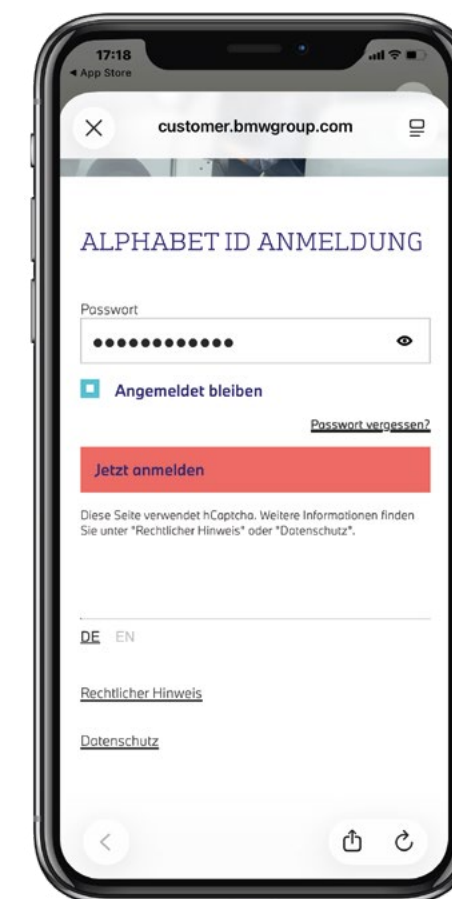 17:18
◀ App Store
customer.bmwgroup.com
ALPHABET ID ANMELDUNG
Passwort
●●●●●●●●●●●●
Angemeldet bleiben
Passwort vergessen?
Jetzt anmelden
Diese Seite verwendet hCaptcha. Weitere Informationen finden
Sie unter "Rechtlicher Hinweis" oder "Datenschutz".
DE EN
Rechtlicher Hinweis
Datenschutz